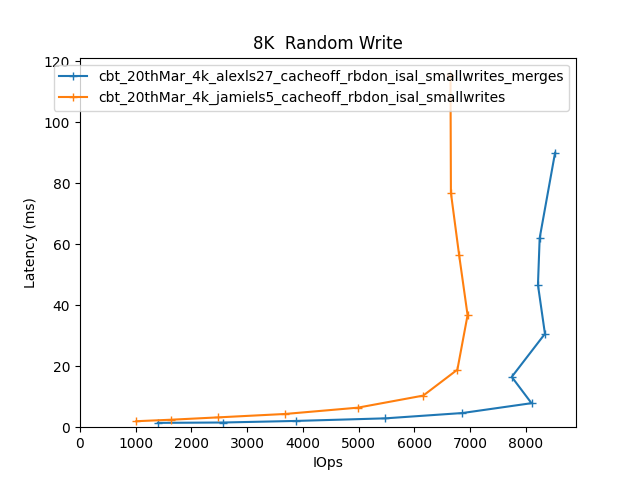 8K  Random Write
cbt_20thMar_4k_alexls27_cacheoff_rbdon_isal_smallwrites_merges
cbt_20thMar_4k_jamiels5_cacheoff_rbdon_isal_smallwrites
120
100
80
60
40
20
0
Latency (ms)
0 1000 2000 3000 4000 5000 6000 7000 8000
IOps